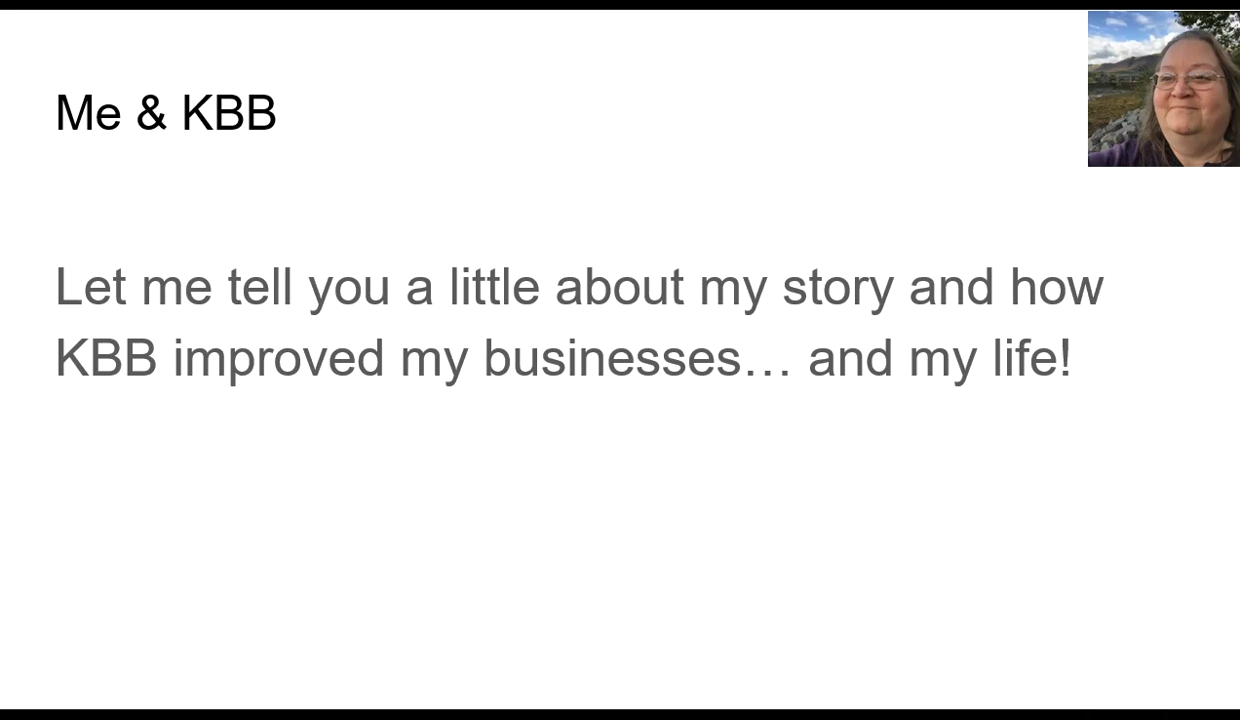 Me & KBB
Let me tell you a little about my story and how
KBB improved my businesses… and my life!